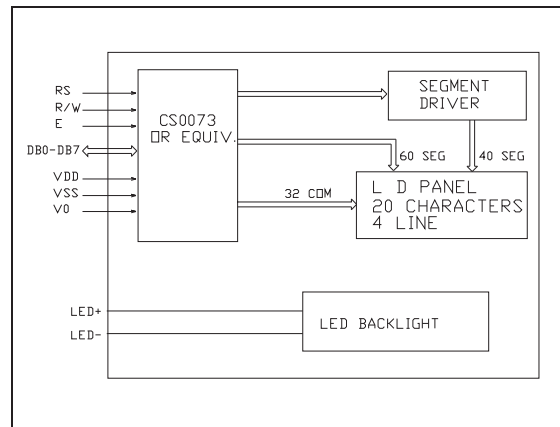 RS
R/W
E
DB0-DB7
VDD
VSS
V0
CS0073
OR EQUIV.
SEGMENT
DRIVER
60 SEG
40 SEG
32 COM
L D PANEL
20 CHARACTERS
4 LINE
LED+
LED-
LED BACKLIGHT